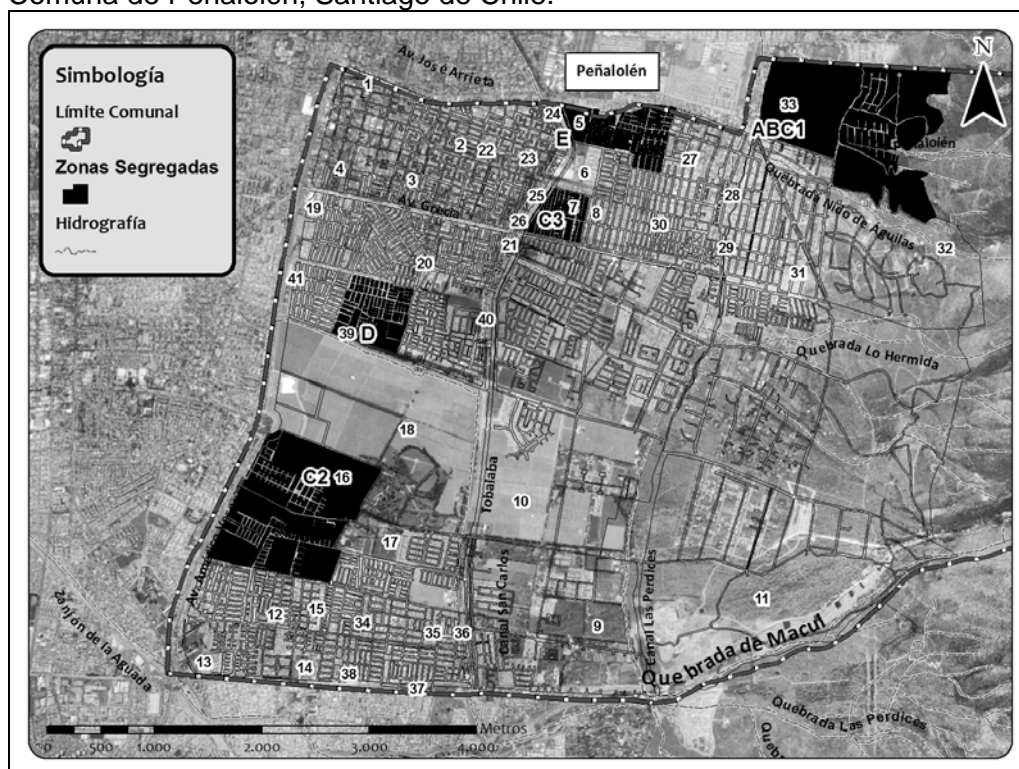 Comuna de Peñalolén, Santiago de Chile.
Simbología
Límite Comunal
Zonas Segregadas
Hidrografía
Av. José Arrieta
Peñalolén
N
1
24
5
E
33
ABC1
Peñalolén
2
22
23
6
27
4
3
Av. Grecia
25
7
8
28
Quebrada Nido de Aguilas
19
26
C3
30
21
29
32
41
20
31
39
D
40
Quebrada Lo Hermida
18
C2
16
10
Tobalaba
17
11
12
15
34
35
36
9
Canal San Carlos
Canal Las Perdices
Quebrada de Macul
Zanjón de la Aguada
13
14
38
37
Quebrada Las Perdices
Metros
0
500
1.000
2.000
3.000
4.000